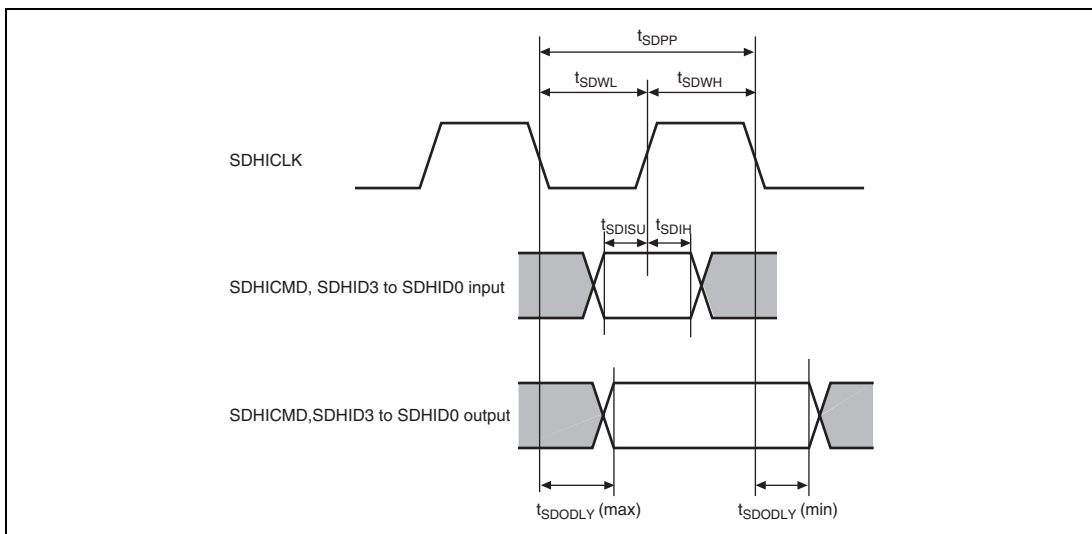 tSDPP
tSDWL tSDWH
SDHICLK
tSDISU tSDIH
SDHICMD, SDHID3 to SDHID0 input
SDHICMD,SDHID3 to SDHID0 output
tSDODLY (max) tSDODLY (min)